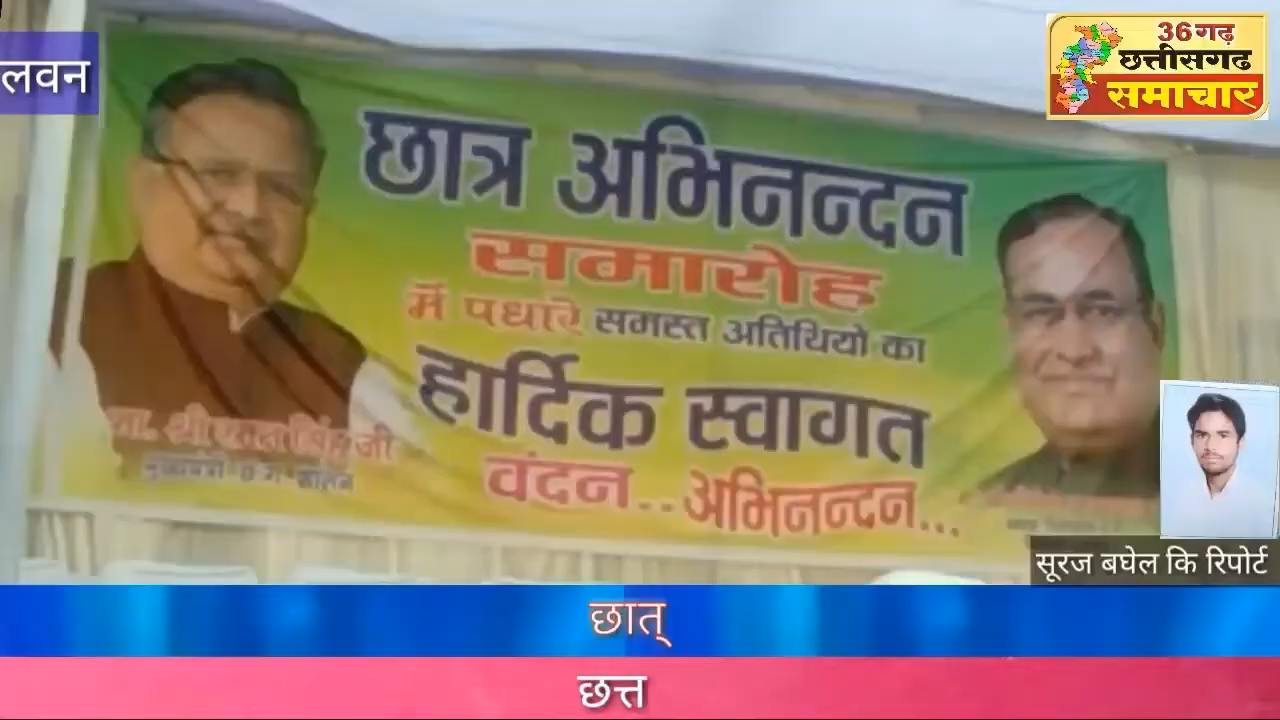 लवन
36 गढ़
छत्तीसगढ
समाचार
छात्र अभिनन्दन
समारोह
में पधारे समस्त अतिथियो का
हार्दिक स्वागत
वंदन..अभिनन्दन...
सिंह जी
सूरज बघेल कि रिपोर्ट
छात्
छत्त